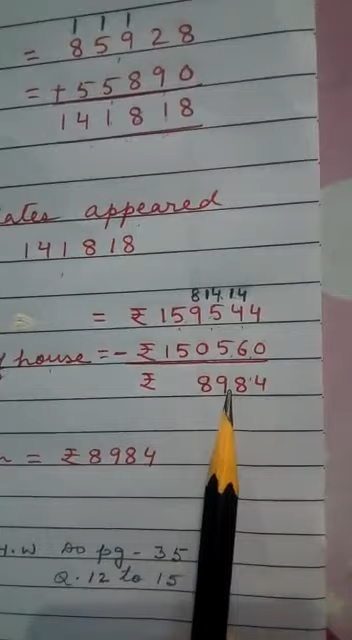 1 1 1
= 85928
= + 55890
141818
ates appeared
141818
8 14 14
= ₹ 159544
house = - ₹ 150560
₹ 8984
= ₹ 8984
H.W Do pg - 35
Q. 12 to 15